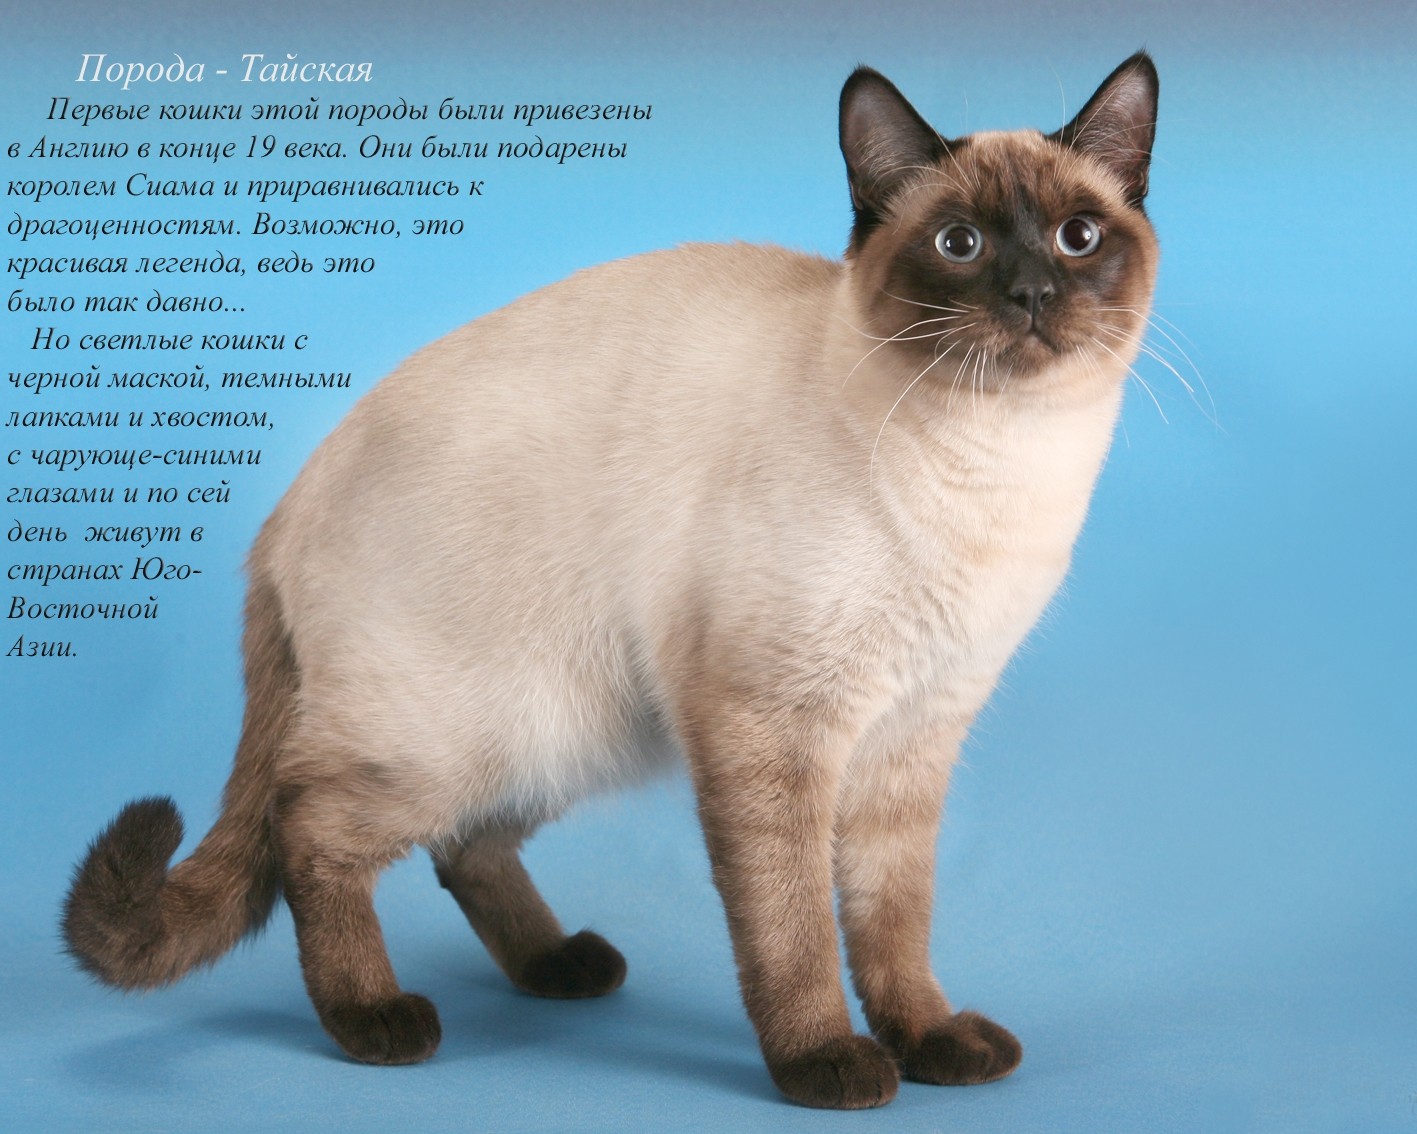 Порода - Тайская
Первые кошки этой породы были привезены
в Англию в конце 19 века. Они были подарены
королем Сиама и приравнивались к
драгоценностям. Возможно, это
красивая легенда, ведь это
было так давно...
Но светлые кошки с
черной маской, темными
лапками и хвостом,
с чарующе-синими
глазами и по сей
день живут в
странах Юго-
Восточной
Азии.